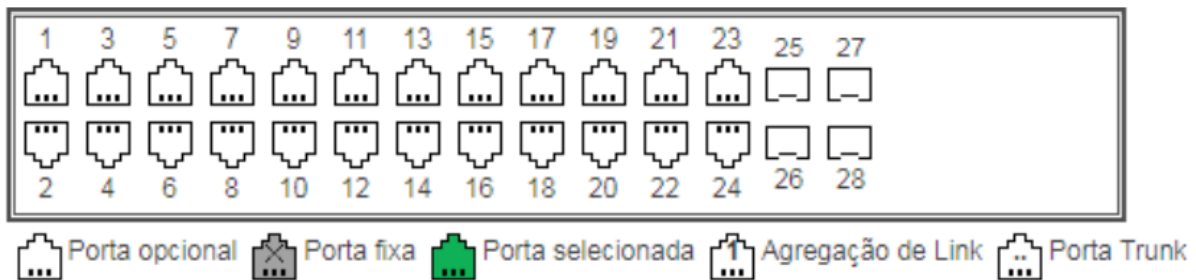 1 3 5 7 9 11 13 15 17 19 21 23 25 27
2 4 6 8 10 12 14 16 18 20 22 24 26 28
Porta opcional Porta fixa Porta selecionada 1 Agregação de Link Porta Trunk